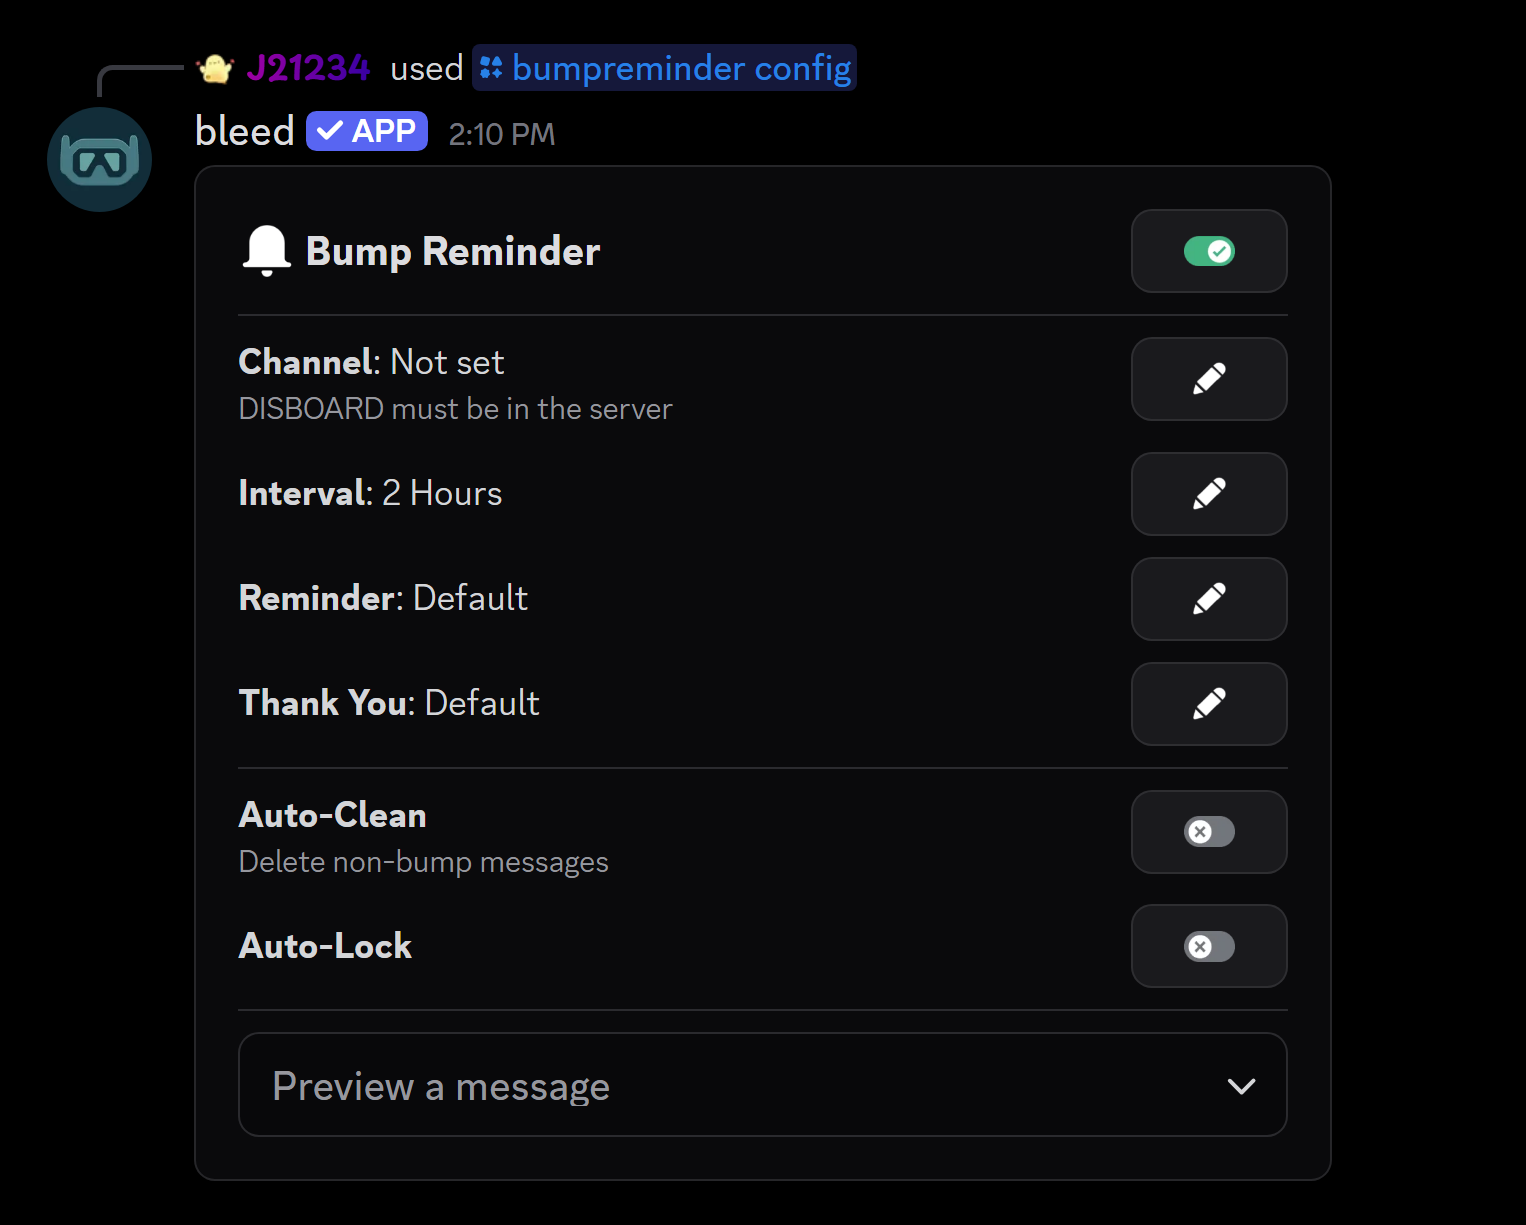 J21234 used bumpreminder config
bleed APP 2:10 PM
Bump Reminder
Channel: Not set
DISBOARD must be in the server
Interval: 2 Hours
Reminder: Default
Thank You: Default
Auto-Clean
Delete non-bump messages
Auto-Lock
Preview a message